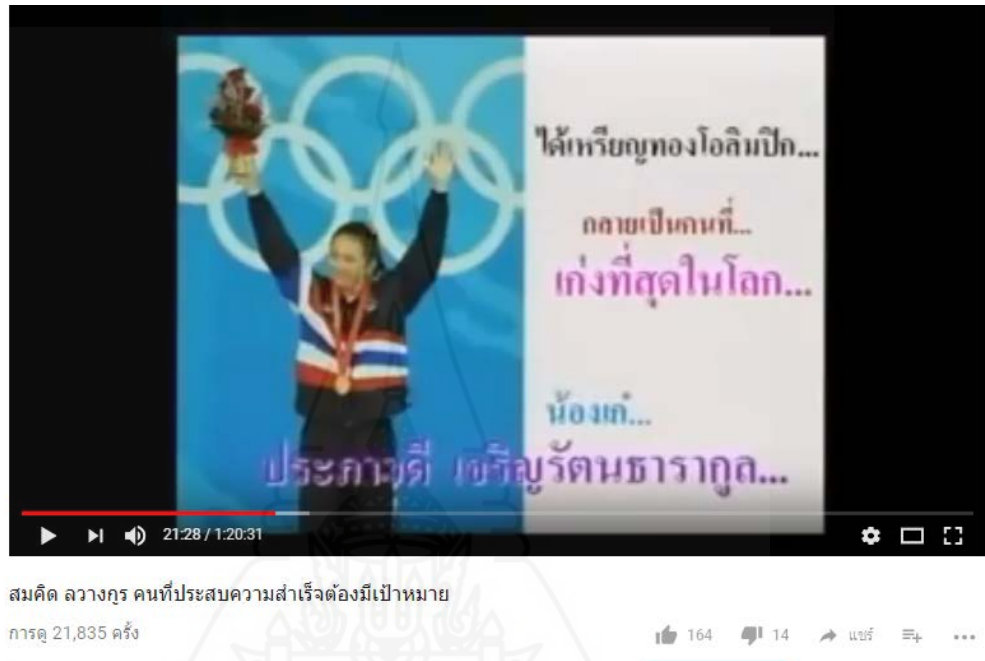 ได้เหรียญทองโอลิมปิก...
กลายเป็นคนที่...
เก่งที่สุดในโลก...
น้องเก๋...
ประภาวดี เจริญรัตนธารากูล...
21:28 / 1:20:31
สมคิด ลวางกูร คนที่ประสบความสำเร็จต้องมีเป้าหมาย
การดู 21,835 ครั้ง
164 14 แชร์